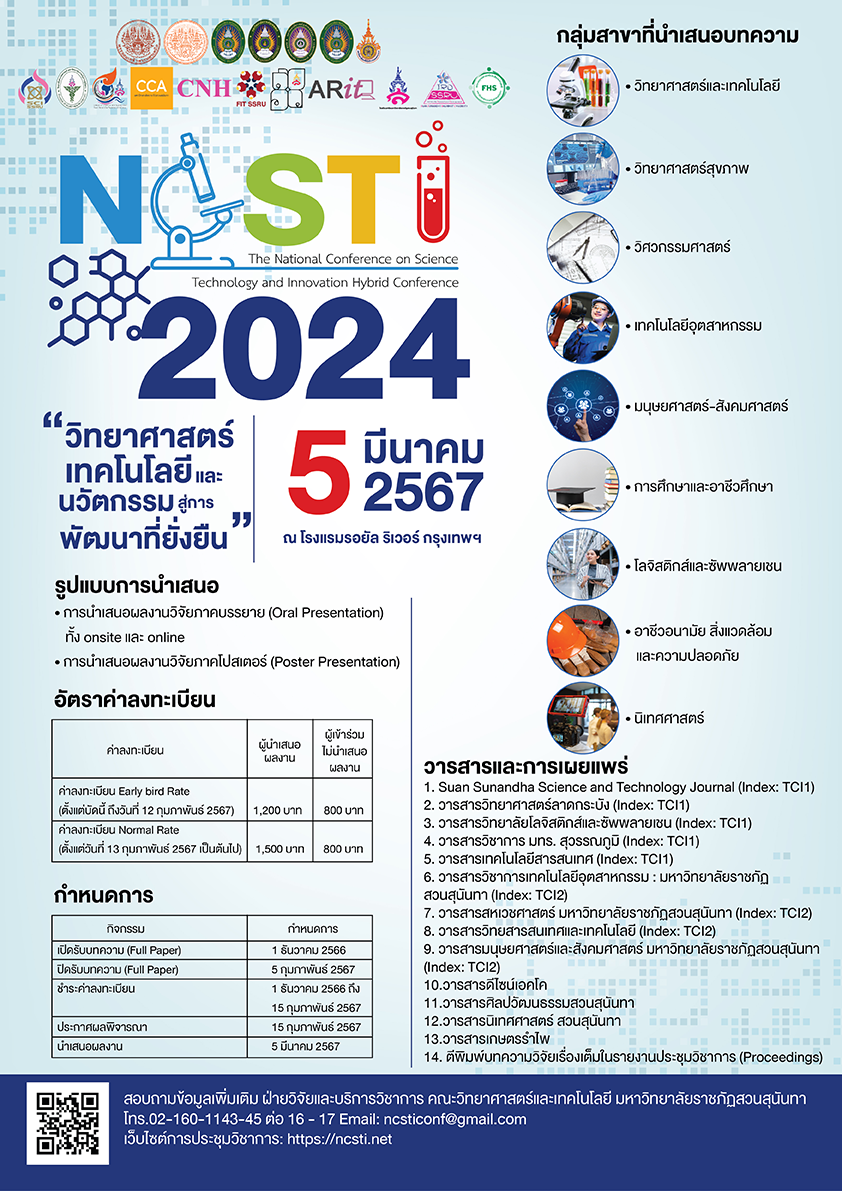 CCA
CNH
FIT SSRU
ARit
FHS
NCSTI
The National Conference on Science
Technology and Innovation Hybrid Conference
2024
“วิทยาศาสตร์
เทคโนโลยี และ
นวัตกรรม สู่การ
พัฒนาที่ยั่งยืน”
5 มีนาคม
2567
ณ โรงแรมรอยัล ริเวอร์ กรุงเทพฯ
กลุ่มสาขาที่นำเสนอบทความ
• วิทยาศาสตร์และเทคโนโลยี
• วิทยาศาสตร์สุขภาพ
• วิศวกรรมศาสตร์
• เทคโนโลยีอุตสาหกรรม
• มนุษยศาสตร์-สังคมศาสตร์
• การศึกษาและอาชีวศึกษา
• โลจิสติกส์และซัพพลายเชน
• อาชีวอนามัย สิ่งแวดล้อม
และความปลอดภัย
• นิเทศศาสตร์
รูปแบบการนำเสนอ
• การนำเสนอผลงานวิจัยภาคบรรยาย (Oral Presentation)
ทั้ง onsite และ online
• การนำเสนอผลงานวิจัยภาคโปสเตอร์ (Poster Presentation)
อัตราค่าลงทะเบียน
ค่าลงทะเบียน ผู้นำเสนอ ผลงาน ผู้เข้าร่วม ไม่นำเสนอ ผลงาน
ค่าลงทะเบียน Early bird Rate
(ตั้งแต่บัดนี้ ถึงวันที่ 12 กุมภาพันธ์ 2567) 1,200 บาท 800 บาท
ค่าลงทะเบียน Normal Rate
(ตั้งแต่วันที่ 13 กุมภาพันธ์ 2567 เป็นต้นไป) 1,500 บาท 800 บาท
กำหนดการ
กิจกรรม กำหนดการ
เปิดรับบทความ (Full Paper) 1 ธันวาคม 2566
ปิดรับบทความ (Full Paper) 5 กุมภาพันธ์ 2567
ชำระค่าลงทะเบียน 1 ธันวาคม 2566 ถึง
15 กุมภาพันธ์ 2567
ประกาศผลพิจารณา 15 กุมภาพันธ์ 2567
นำเสนอผลงาน 5 มีนาคม 2567
วารสารและการเผยแพร่
1. Suan Sunandha Science and Technology Journal (Index: TCI1)
2. วารสารวิทยาศาสตร์ลาดกระบัง (Index: TCI1)
3. วารสารวิทยาลัยโลจิสติกส์และซัพพลายเชน (Index: TCI1)
4. วารสารวิชาการ มทร. สุวรรณภูมิ (Index: TCI1)
5. วารสารเทคโนโลยีสารสนเทศ (Index: TCI1)
6. วารสารวิชาการเทคโนโลยีอุตสาหกรรม : มหาวิทยาลัยราชภัฏ
สวนสุนันทา (Index: TCI2)
7. วารสารสหเวชศาสตร์ มหาวิทยาลัยราชภัฏสวนสุนันทา (Index: TCI2)
8. วารสารวิทยสารสนเทศและเทคโนโลยี (Index: TCI2)
9. วารสารมนุษยศาสตร์และสังคมศาสตร์ มหาวิทยาลัยราชภัฏสวนสุนันทา
(Index: TCI2)
10.วารสารดีไซน์เอคโค
11.วารสารศิลปวัฒนธรรมสวนสุนันทา
12.วารสารนิเทศศาสตร์ สวนสุนันทา
13.วารสารเกษตรรำไพ
14. ตีพิมพ์บทความวิจัยเรื่องเต็มในรายงานประชุมวิชาการ (Proceedings)
สอบถามข้อมูลเพิ่มเติม ฝ่ายวิจัยและบริการวิชาการ คณะวิทยาศาสตร์และเทคโนโลยี มหาวิทยาลัยราชภัฏสวนสุนันทา
โทร.02-160-1143-45 ต่อ 16 - 17 Email: ncsticonf@gmail.com
เว็บไซต์การประชุมวิชาการ: https://ncsti.net